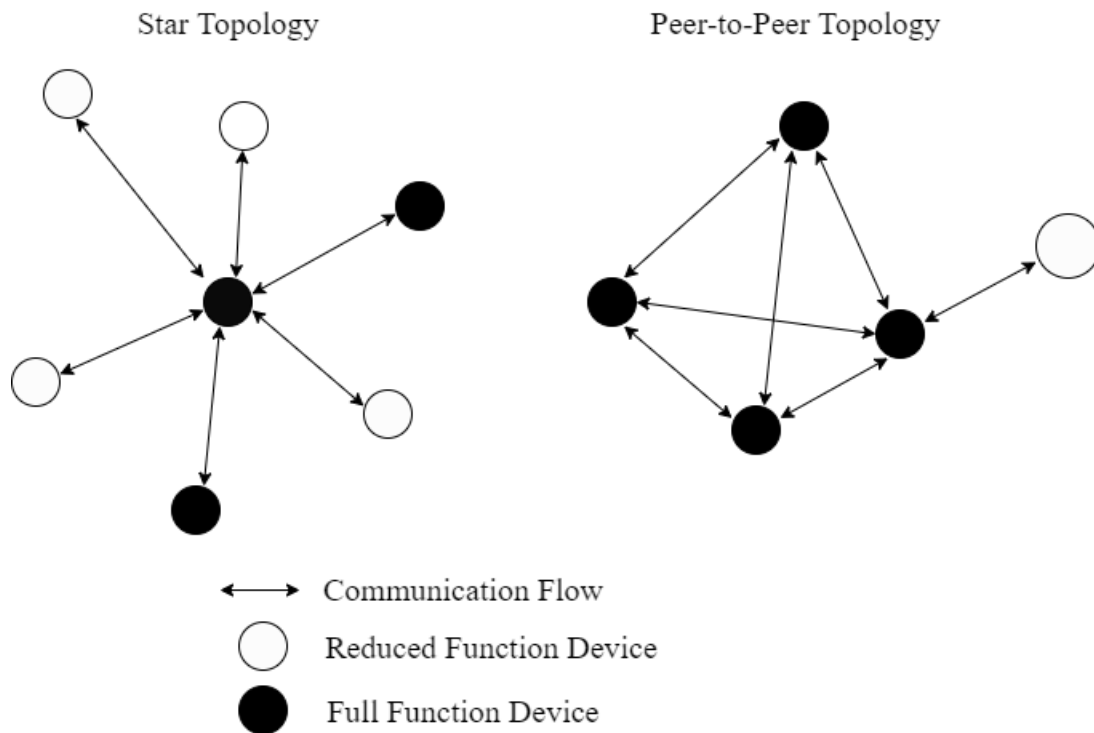 Star Topology
Peer-to-Peer Topology
Communication Flow
Reduced Function Device
Full Function Device